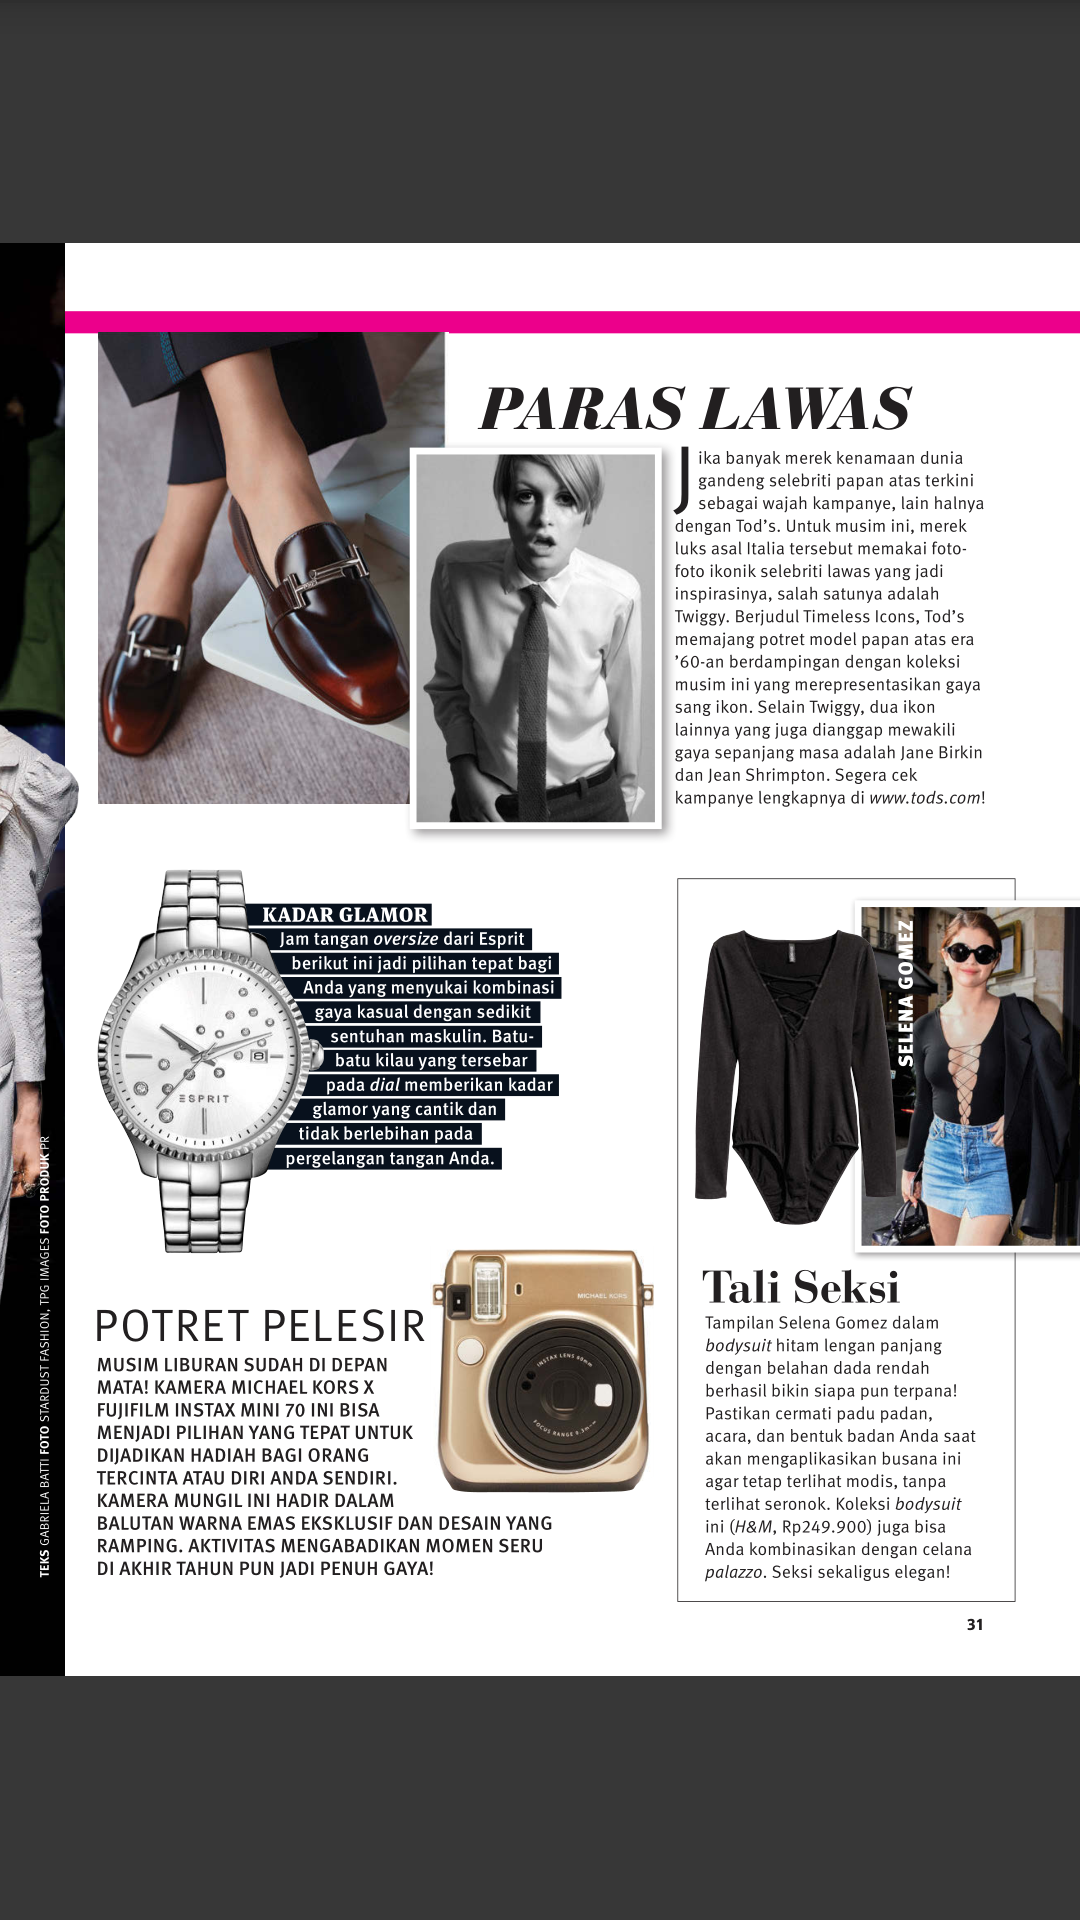 PARAS LAWAS
Jika banyak merek kenamaan dunia
gandeng selebriti papan atas terkini
sebagai wajah kampanye, lain halnya
dengan Tod's. Untuk musim ini, merek
luks asal Italia tersebut memakai foto-
foto ikonik selebriti lawas yang jadi
inspirasinya, salah satunya adalah
Twiggy. Berjudul Timeless Icons, Tod's
memajang potret model papan atas era
'60-an berdampingan dengan koleksi
musim ini yang merepresentasikan gaya
sang ikon. Selain Twiggy, dua ikon
lainnya yang juga dianggap mewakili
gaya sepanjang masa adalah Jane Birkin
dan Jean Shrimpton. Segera cek
kampanye lengkapnya di www.tods.com!
KADAR GLAMOR
Jam tangan oversize dari Esprit
berikut ini jadi pilihan tepat bagi
Anda yang menyukai kombinasi
gaya kasual dengan sedikit
sentuhan maskulin. Batu-
batu kilau yang tersebar
pada dial memberikan kadar
glamor yang cantik dan
tidak berlebihan pada
pergelangan tangan Anda.
ESPRIT
8
POTRET PELESIR
MUSIM LIBURAN SUDAH DI DEPAN
MATA! KAMERA MICHAEL KORS X
FUJIFILM INSTAX MINI 70 INI BISA
MENJADI PILIHAN YANG TEPAT UNTUK
DIJADIKAN HADIAH BAGI ORANG
TERCINTA ATAU DIRI ANDA SENDIRI.
KAMERA MUNGIL INI HADIR DALAM
BALUTAN WARNA EMAS EKSKLUSIF DAN DESAIN YANG
RAMPING. AKTIVITAS MENGABADIKAN MOMEN SERU
DI AKHIR TAHUN PUN JADI PENUH GAYA!
MICHAEL KORS
INSTAX LENS 60mm
FOCUS RANGE 0.3m-∞
SELENA GOMEZ
Tali Seksi
Tampilan Selena Gomez dalam
bodysuit hitam lengan panjang
dengan belahan dada rendah
berhasil bikin siapa pun terpana!
Pastikan cermati padu padan,
acara, dan bentuk badan Anda saat
akan mengaplikasikan busana ini
agar tetap terlihat modis, tanpa
terlihat seronok. Koleksi bodysuit
ini (H&M, Rp249.900) juga bisa
Anda kombinasikan dengan celana
palazzo. Seksi sekaligus elegan!
TEKS GABRIELA BATTI FOTO STARDUST FASHION, TPG IMAGES FOTO PRODUK PR
31